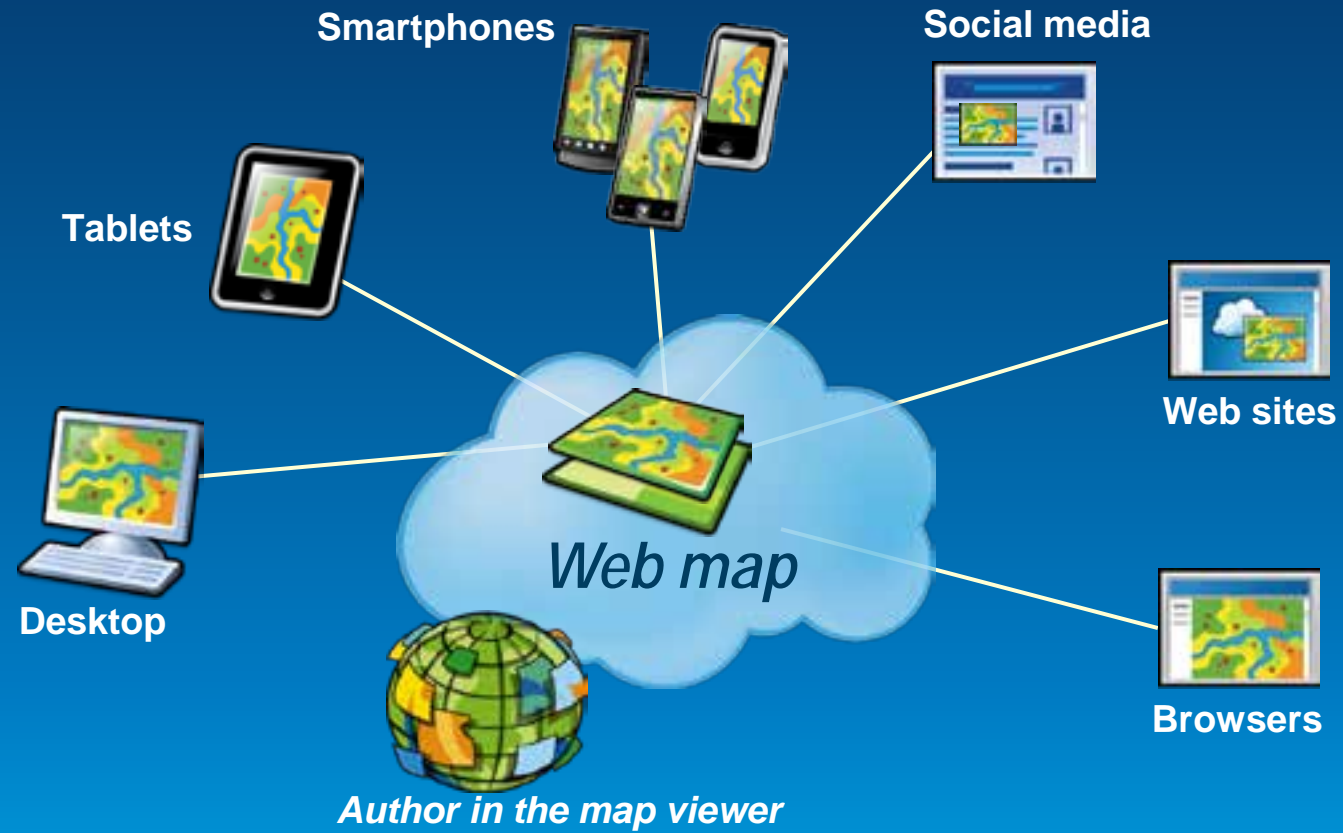 Smartphones
Social media
Tablets
Web sites
Web map
Desktop
Browsers
Author in the map viewer